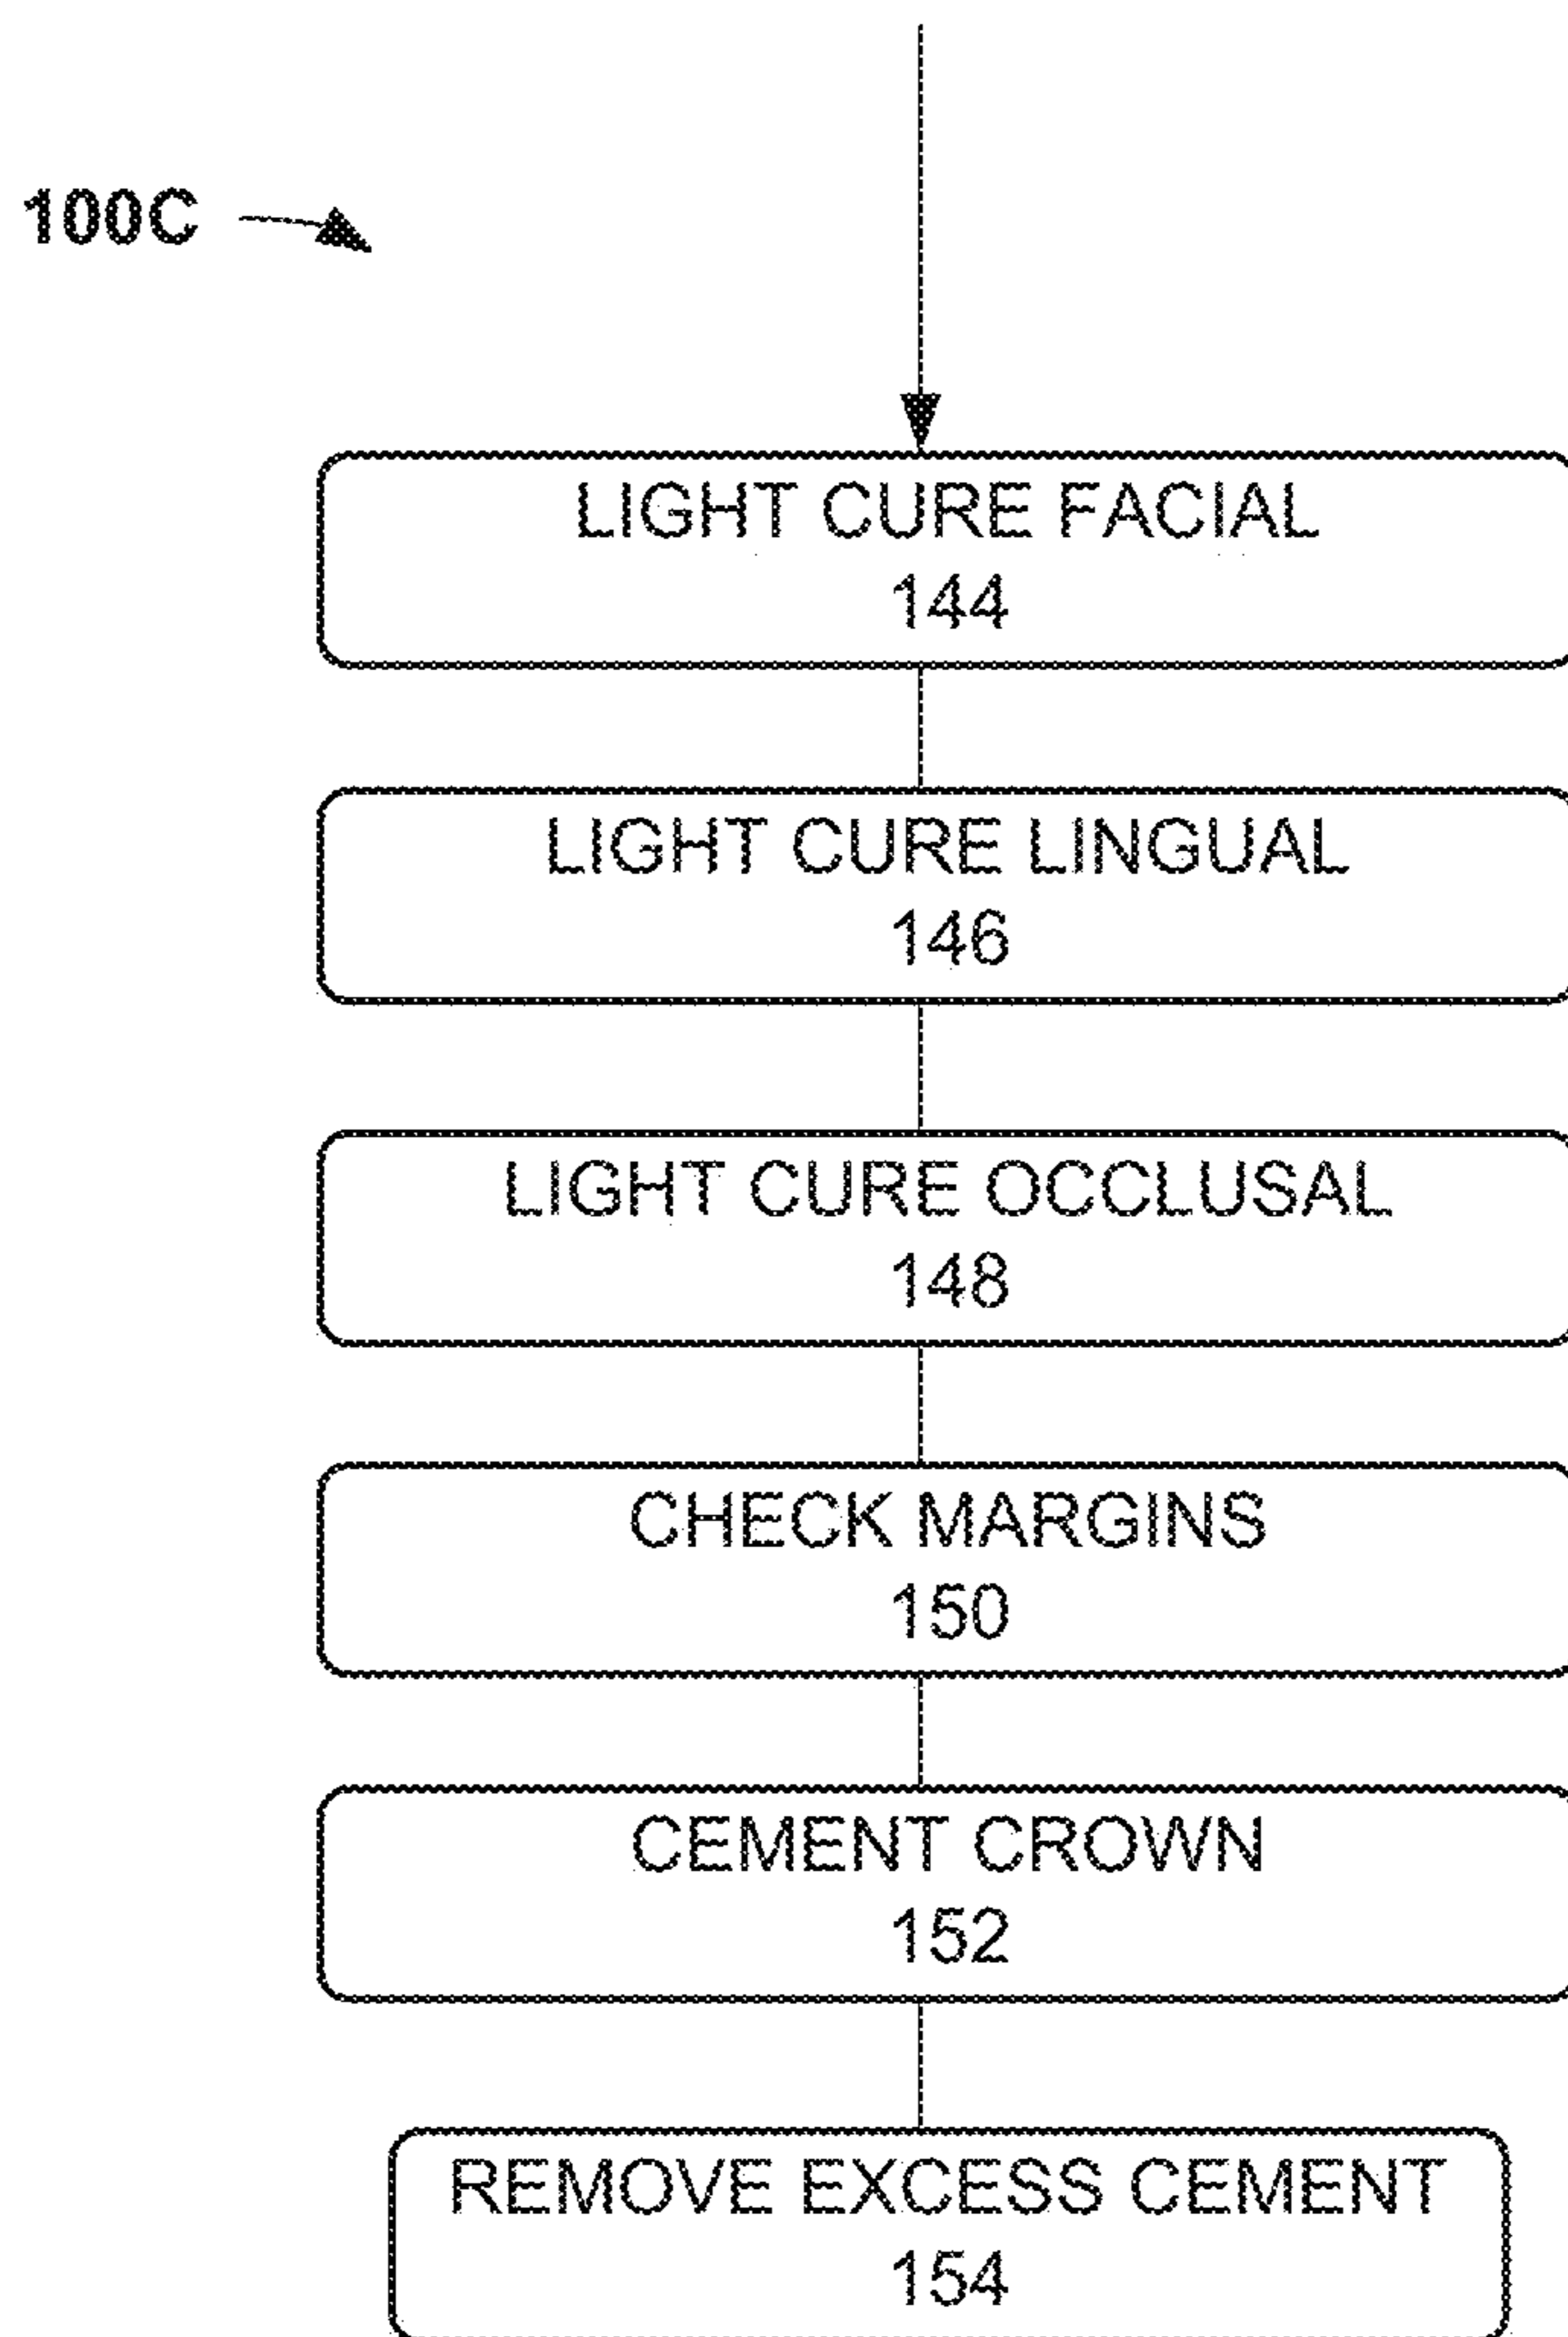 100C
LIGHT CURE FACIAL
144
LIGHT CURE LINGUAL
146
LIGHT CURE OCCLUSAL
148
CHECK MARGINS
150
CEMENT CROWN
152
REMOVE EXCESS CEMENT
154